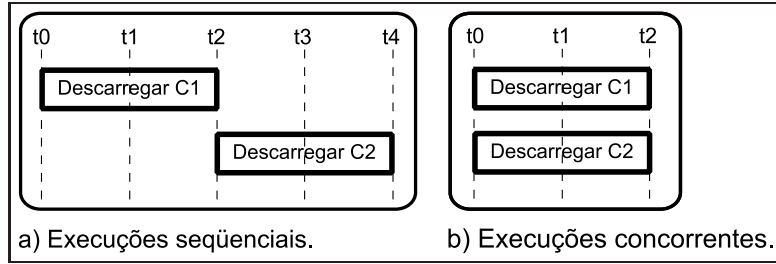 t0 t1 t2 t3 t4
Descarregar C1
Descarregar C2
a) Execuções seqüenciais.
t0 t1 t2
Descarregar C1
Descarregar C2
b) Execuções concorrentes.